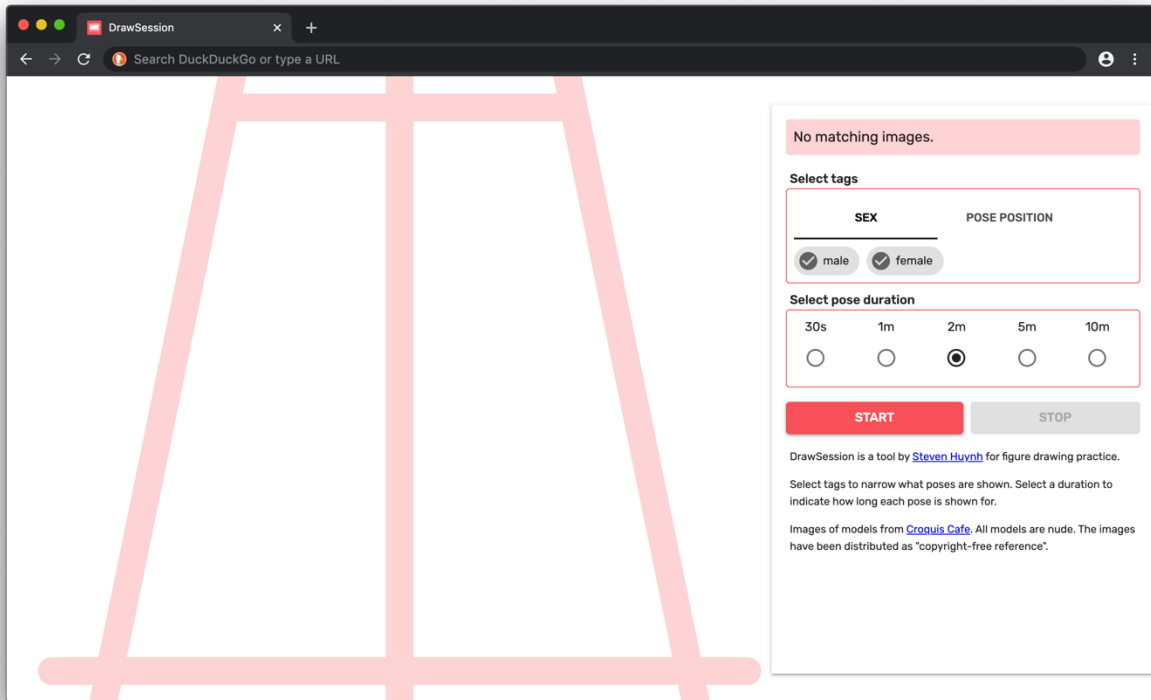 DrawSession
Search DuckDuckGo or type a URL
No matching images.
Select tags
SEX POSE POSITION
male female
Select pose duration
30s 1m 2m 5m 10m
START STOP
DrawSession is a tool by Steven Huynh for figure drawing practice.
Select tags to narrow what poses are shown. Select a duration to
indicate how long each pose is shown for.
Images of models from Croquis Cafe. All models are nude. The images
have been distributed as "copyright-free reference".